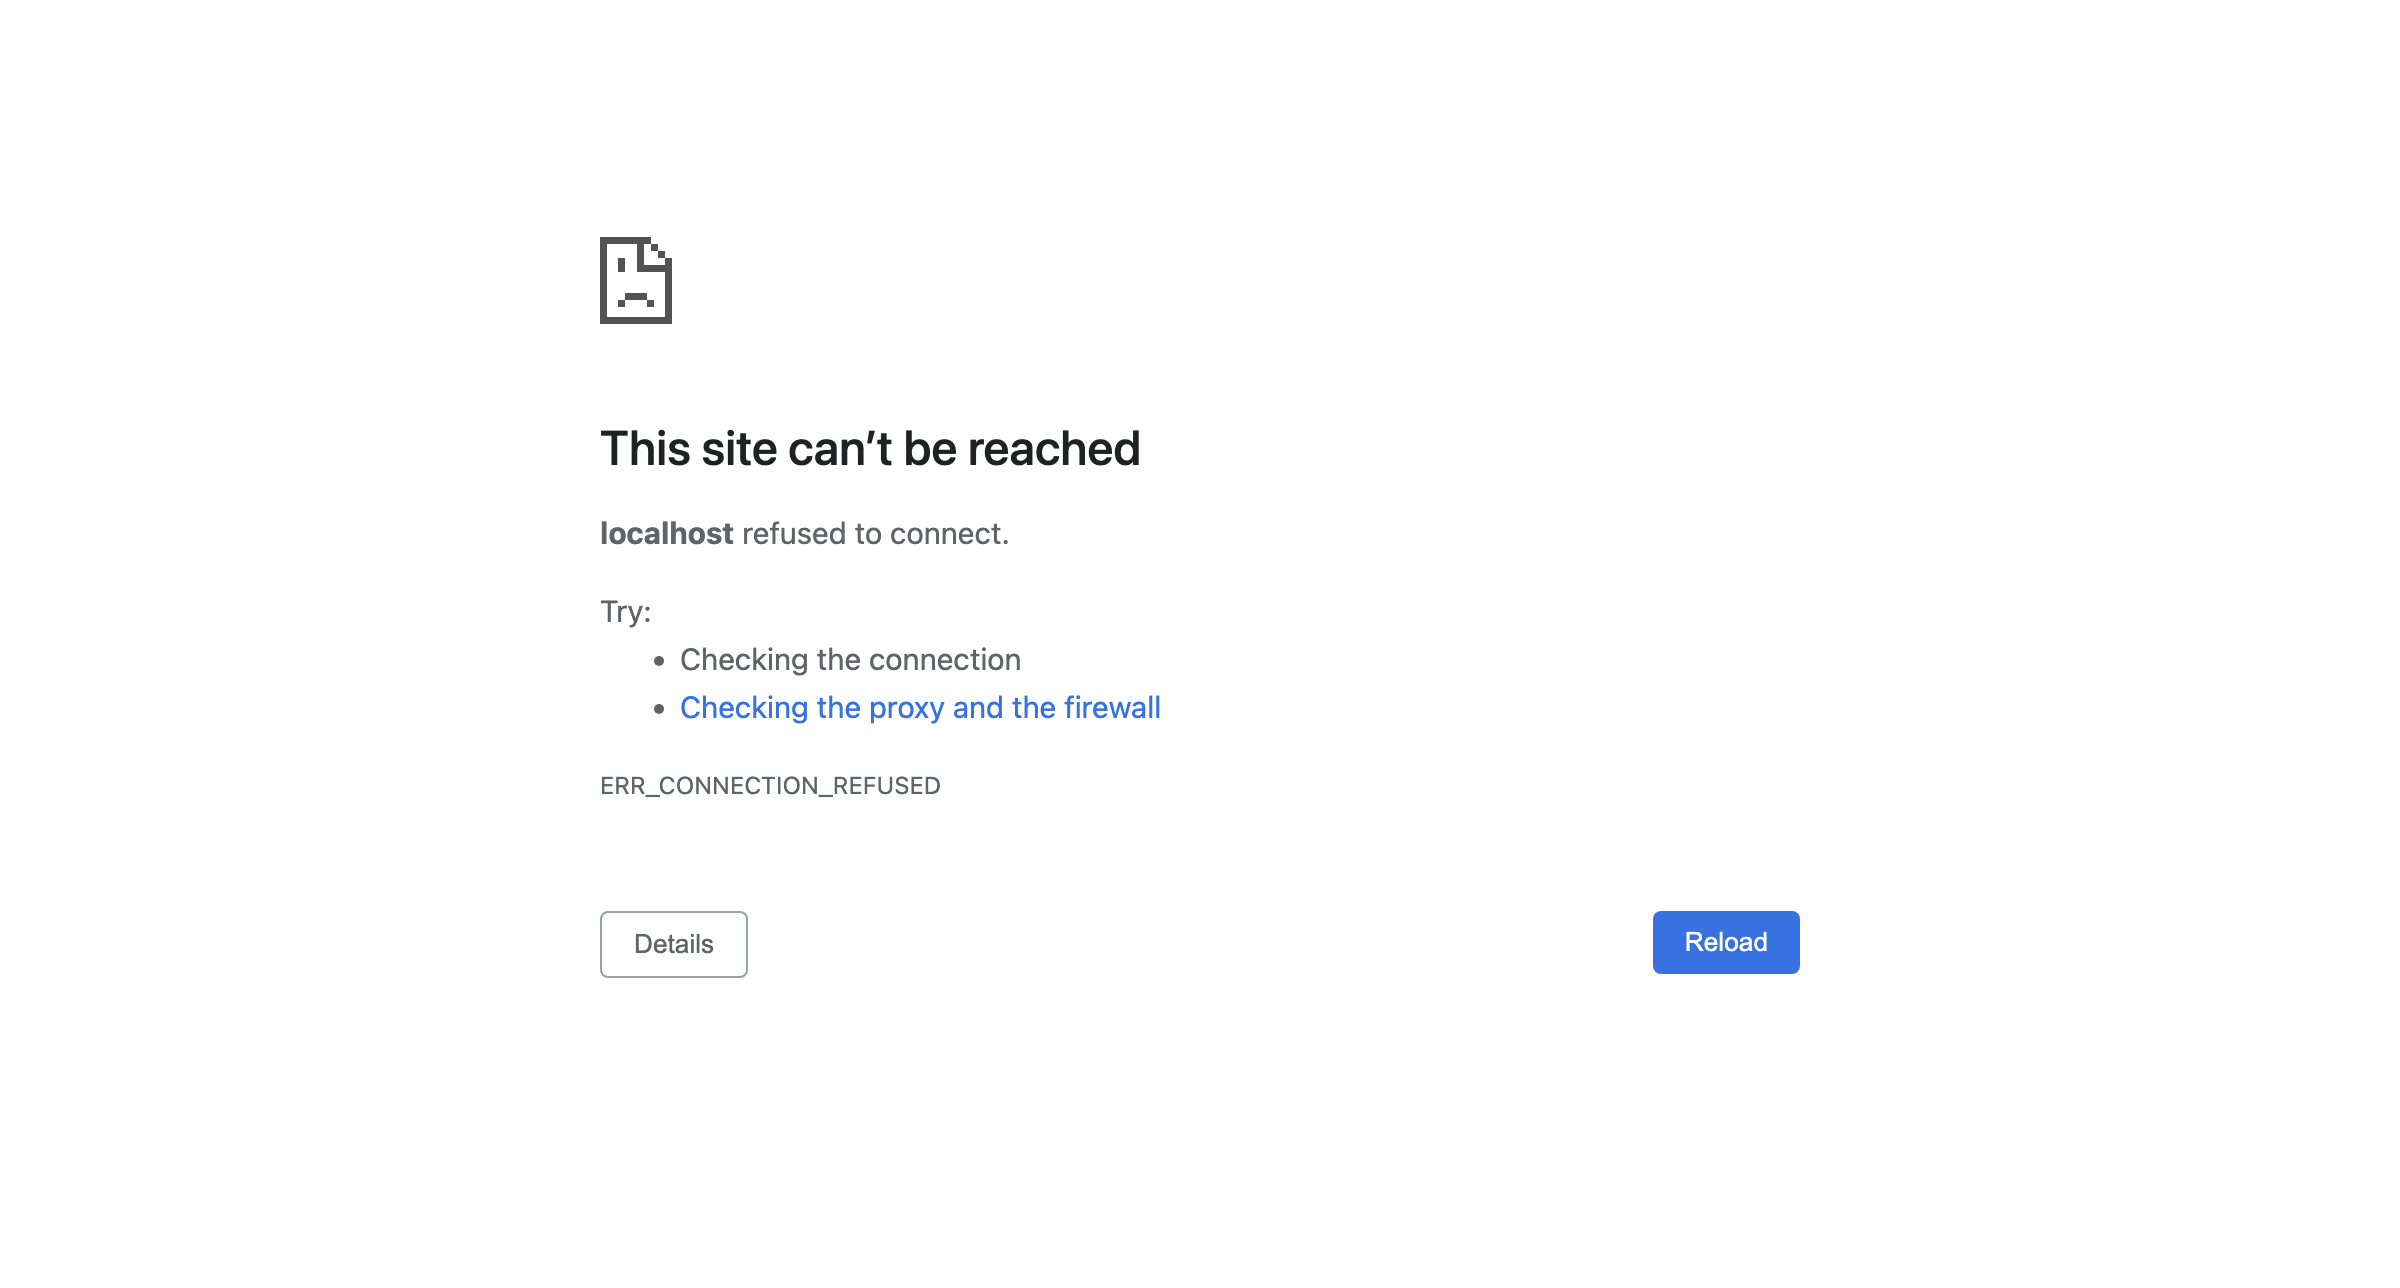 This site can’t be reached
localhost refused to connect.
Try:
• Checking the connection
• Checking the proxy and the firewall
ERR_CONNECTION_REFUSED
Details
Reload